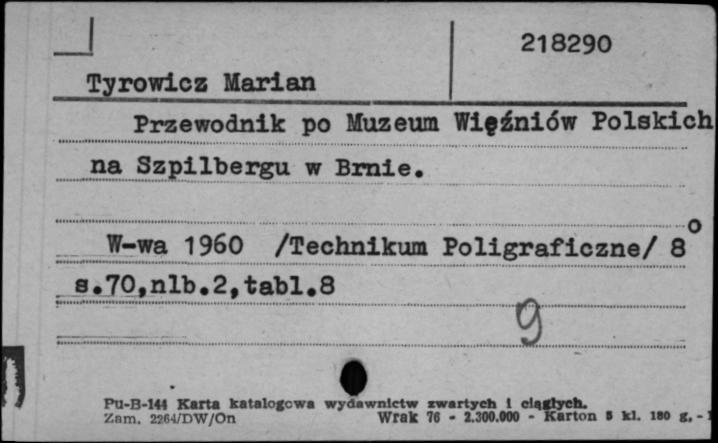 218290
Tyrowicz Marian
Przewodnik po Muzeum Więźniów Polskich
na Szpilbergu w Brnie.
W-wa 1960 /Technikum Poligraficzne/ 8°
s.70,nlb.2,tabl.8
9
Pu-B-144 Karta katalogowa wydawnictw zwartych i ciągłych.
Zam. 2264/DW/On Wrak 76 - 2.300.000 - Karton 5 kl. 180 g. -